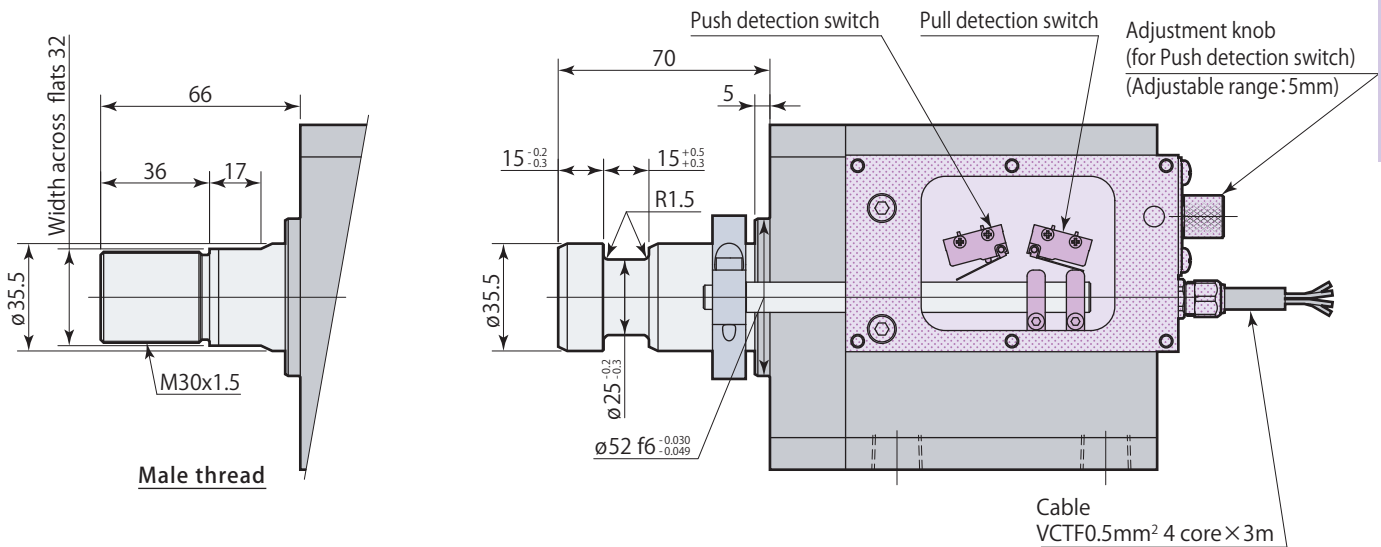 Push detection switch
Pull detection switch
Adjustment knob
(for Push detection switch)
(Adjustable range:5mm)
70
5
66
Width across flats 32
36
17
15 -0.2 -0.3
15 +0.5 +0.3
R1.5
ø35.5
ø35.5
M30x1.5
ø25 -0.2 -0.3
ø52 f6 -0.030 -0.049
Male thread
Cable
VCTF0.5mm² 4 core×3m